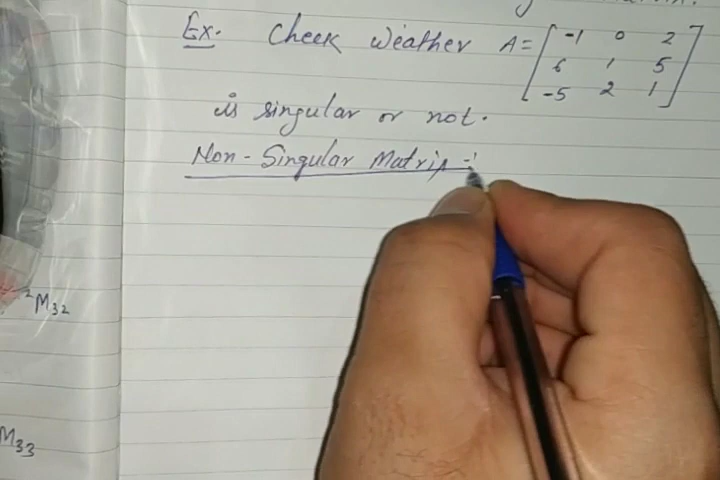 Ex. Check weather A = [ -1 0 2
6 1 5
-5 2 1 ]
is singular or not.
Non-Singular Matrix :-
M32
M33